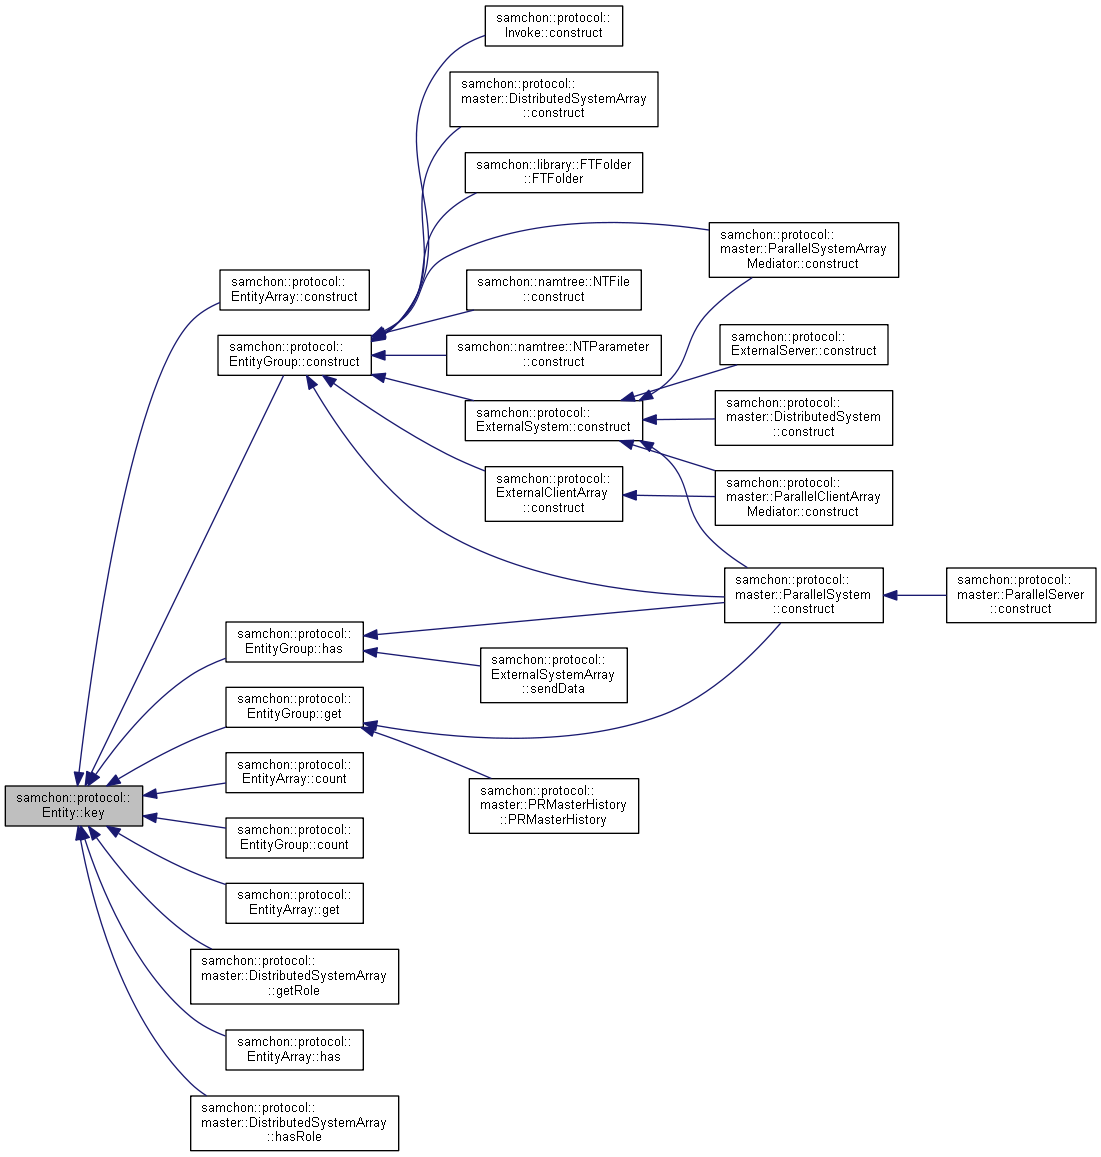 samchon::protocol::
Invoke::construct
samchon::protocol::
master::DistributedSystemArray
::construct
samchon::library::FTFolder
::FTFolder
samchon::protocol::
master::ParallelSystemArray
Mediator::construct
samchon::protocol::
EntityArray::construct
samchon::namtree::NTFile
::construct
samchon::protocol::
EntityGroup::construct
samchon::namtree::NTParameter
::construct
samchon::protocol::
ExternalServer::construct
samchon::protocol::
ExternalSystem::construct
samchon::protocol::
master::DistributedSystem
::construct
samchon::protocol::
ExternalClientArray
::construct
samchon::protocol::
master::ParallelClientArray
Mediator::construct
samchon::protocol::
master::ParallelSystem
::construct
samchon::protocol::
master::ParallelServer
::construct
samchon::protocol::
EntityGroup::has
samchon::protocol::
ExternalSystemArray
::sendData
samchon::protocol::
EntityGroup::get
samchon::protocol::
EntityArray::count
samchon::protocol::
master::PRMasterHistory
::PRMasterHistory
samchon::protocol::
Entity::key
samchon::protocol::
EntityGroup::count
samchon::protocol::
EntityArray::get
samchon::protocol::
master::DistributedSystemArray
::getRole
samchon::protocol::
EntityArray::has
samchon::protocol::
master::DistributedSystemArray
::hasRole